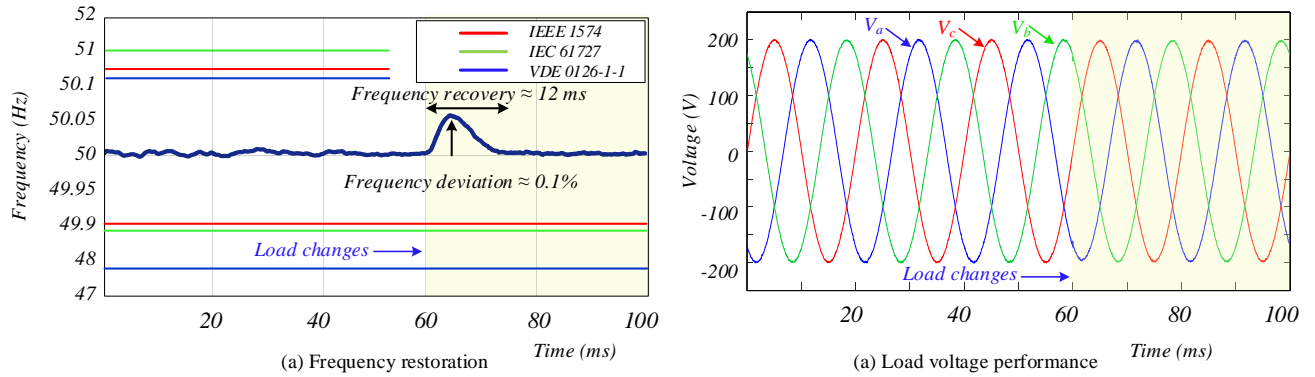 52
51
50.1
50.05
50
49.95
49.9
48
47
Frequency (Hz)
IEEE 1574
IEC 61727
VDE 0126-1-1
Frequency recovery ≈ 12 ms
Frequency deviation ≈ 0.1%
Load changes
20
40
60
80
100
Time (ms)
(a) Frequency restoration
200
100
0
-100
-200
Voltage (V)
Va
Vc
Vb
Load changes
20
40
60
80
100
Time (ms)
(a) Load voltage performance